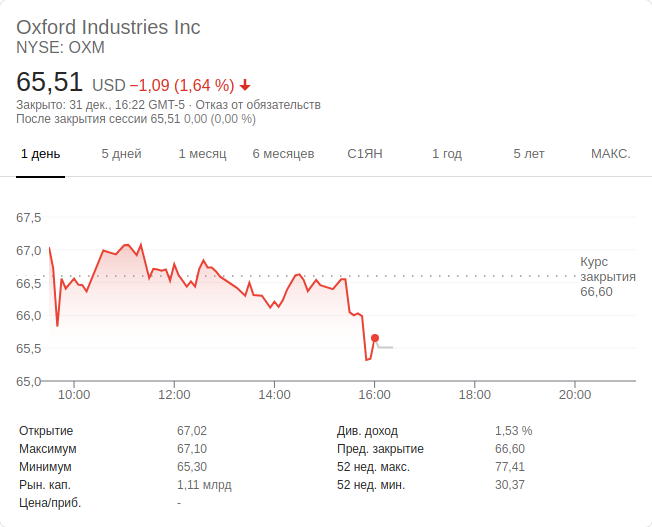 Oxford Industries Inc
NYSE: OXM
65,51 USD −1,09 (1,64 %)
Закрыто: 31 дек., 16:22 GMT-5 · Отказ от обязательств
После закрытия сессии 65,51 0,00 (0,00 %)
1 день 5 дней 1 месяц 6 месяцев С1ЯН 1 год 5 лет МАКС.
67,5
67,0
66,5
66,0
65,5
65,0
Курс
закрытия
66,60
10:00 12:00 14:00 16:00 18:00 20:00
Открытие 67,02 Див. доход 1,53 %
Максимум 67,10 Пред. закрытие 66,60
Минимум 65,30 52 нед. макс. 77,41
Рын. кап. 1,11 млрд 52 нед. мин. 30,37
Цена/приб. -